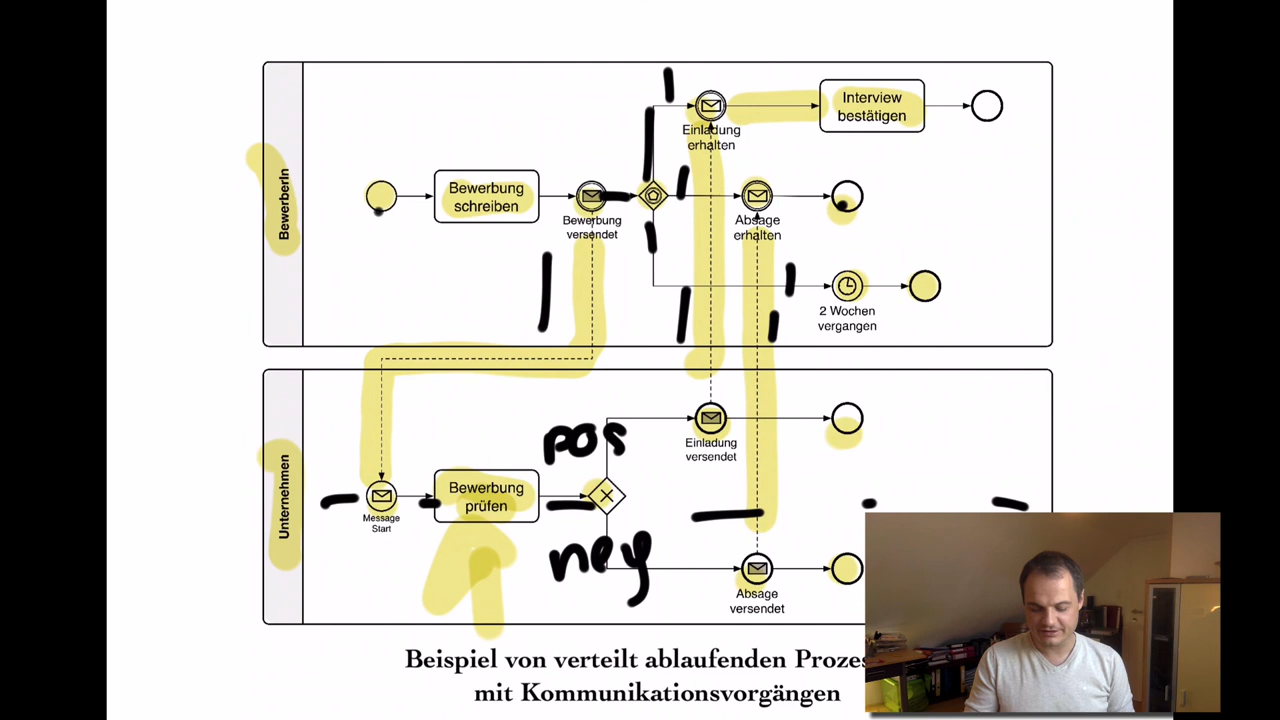 BewerberIn
Einladung
erhalten
Interview
bestätigen
Bewerbung
schreiben
Bewerbung
versendet
Absage
erhalten
2 Wochen
vergangen
Unternehmen
Message
Start
Bewerbung
prüfen
pos
neg
Einladung
versendet
Absage
versendet
Beispiel von verteilt ablaufenden
mit Kommunikationsvorgängen